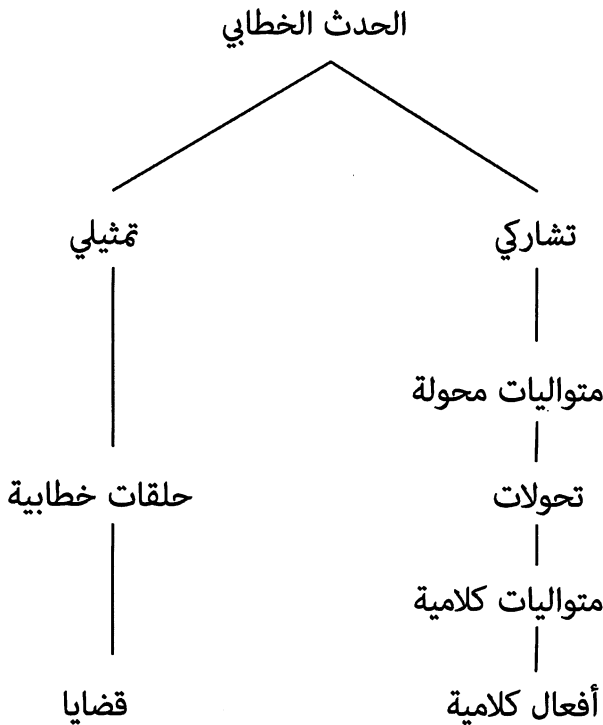 الحدث الخطابي
تشاركي
تمثيلي
متواليات محولة
تحولات
حلقات خطابية
متواليات كلامية
أفعال كلامية
قضايا